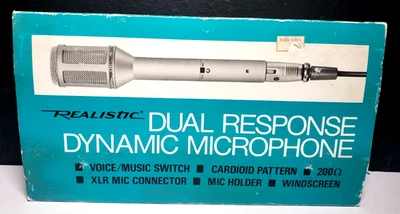 REALISTIC
DUAL RESPONSE
DYNAMIC MICROPHONE
VOICE/MUSIC SWITCH ■ CARDIOID PATTERN ■ 200Ω
■ XLR MIC CONNECTOR ■ MIC HOLDER ■ WINDSCREEN